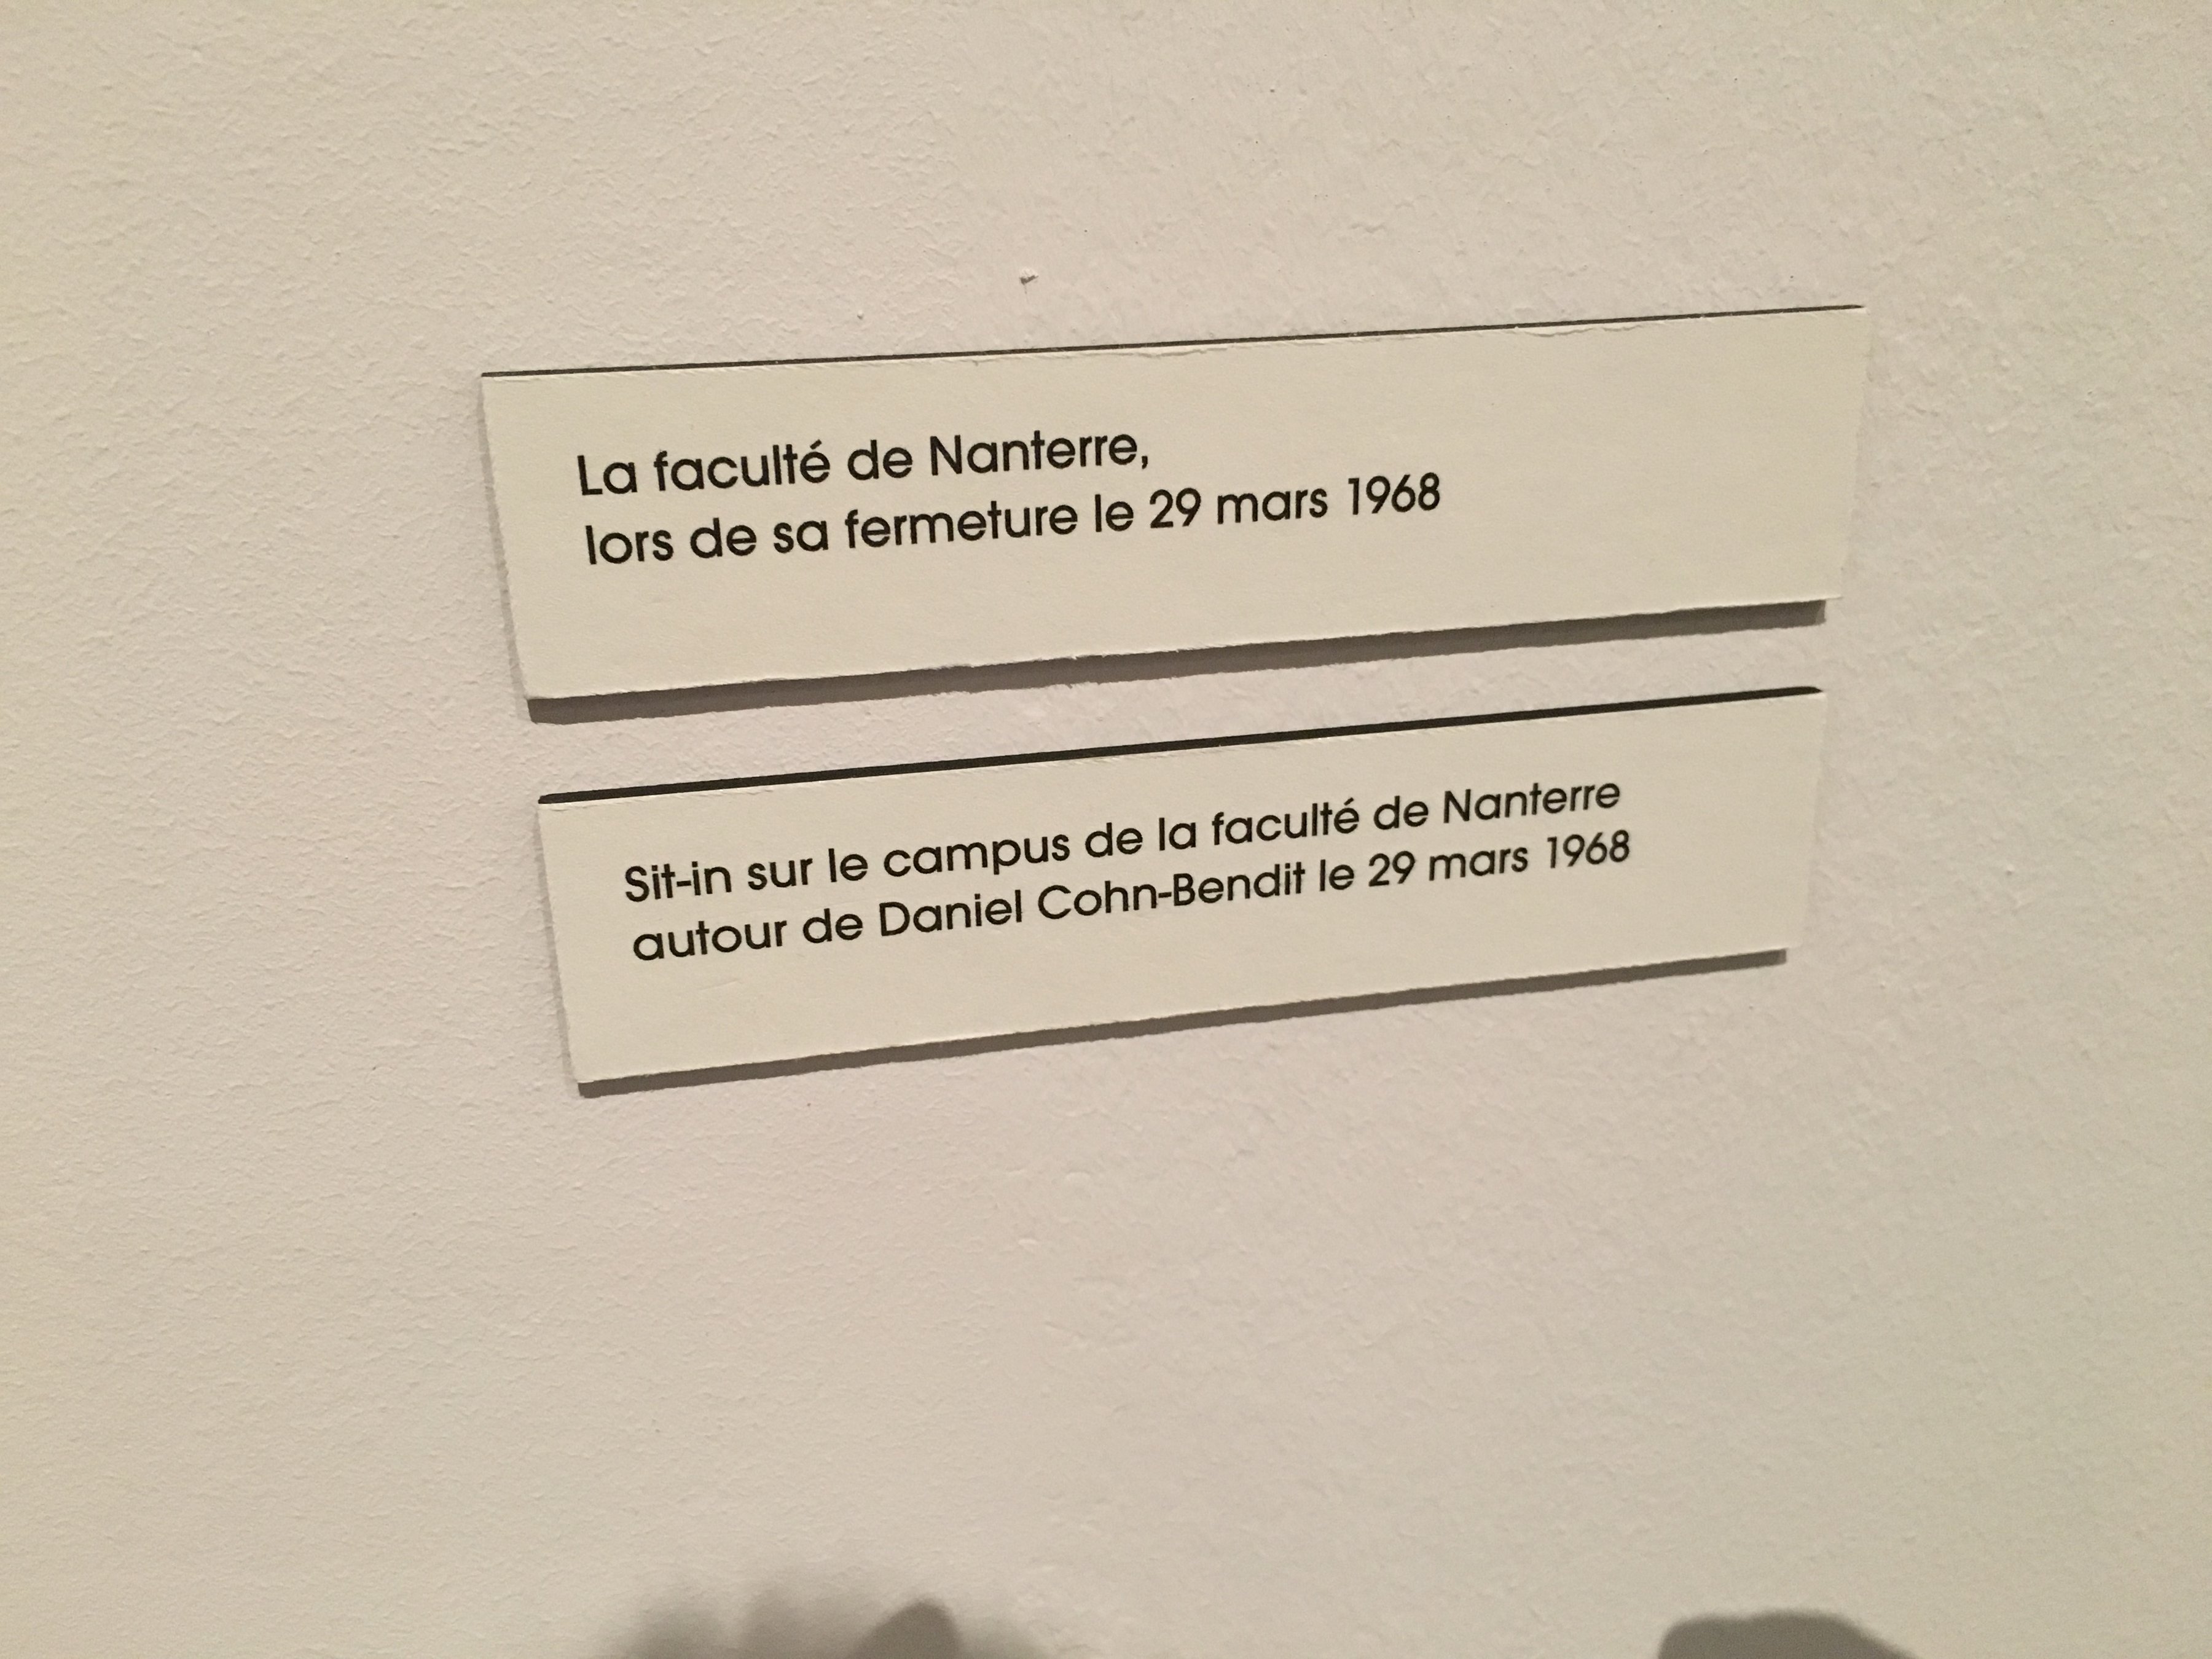 La faculté de Nanterre,
lors de sa fermeture le 29 mars 1968
Sit-in sur le campus de la faculté de Nanterre
autour de Daniel Cohn-Bendit le 29 mars 1968